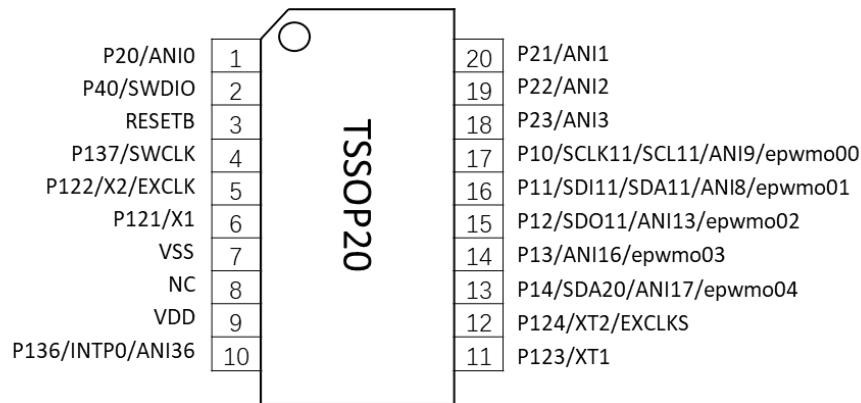 P20/ANI0 1
P40/SWDIO 2
RESETB 3
P137/SWCLK 4
P122/X2/EXCLK 5
P121/X1 6
VSS 7
NC 8
VDD 9
P136/INTP0/ANI36 10
TSSOP20
20 P21/ANI1
19 P22/ANI2
18 P23/ANI3
17 P10/SCLK11/SCL11/ANI9/epwmo00
16 P11/SDI11/SDA11/ANI8/epwmo01
15 P12/SDO11/ANI13/epwmo02
14 P13/ANI16/epwmo03
13 P14/SDA20/ANI17/epwmo04
12 P124/XT2/EXCLKS
11 P123/XT1